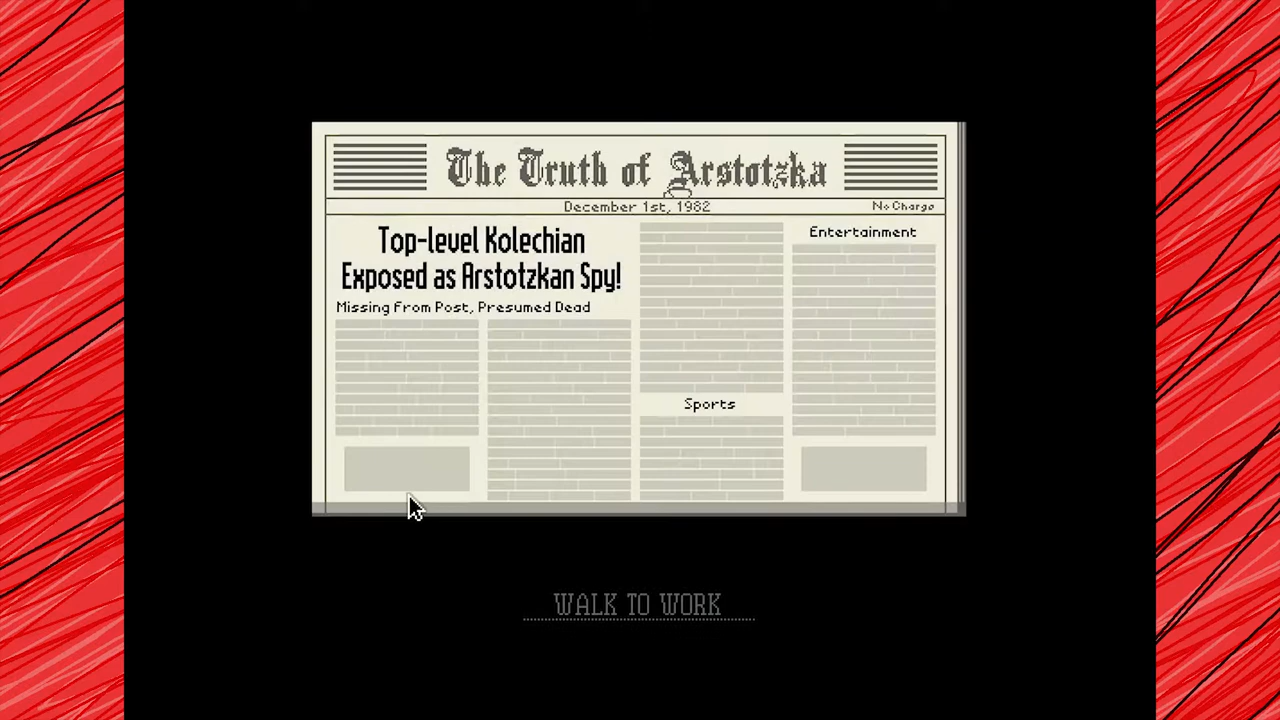 The Truth of Arstotzka
December 1st, 1982
No Charge
Top-level Kolechian
Exposed as Arstotzkan Spy!
Missing From Post, Presumed Dead
Sports
Entertainment
WALK TO WORK